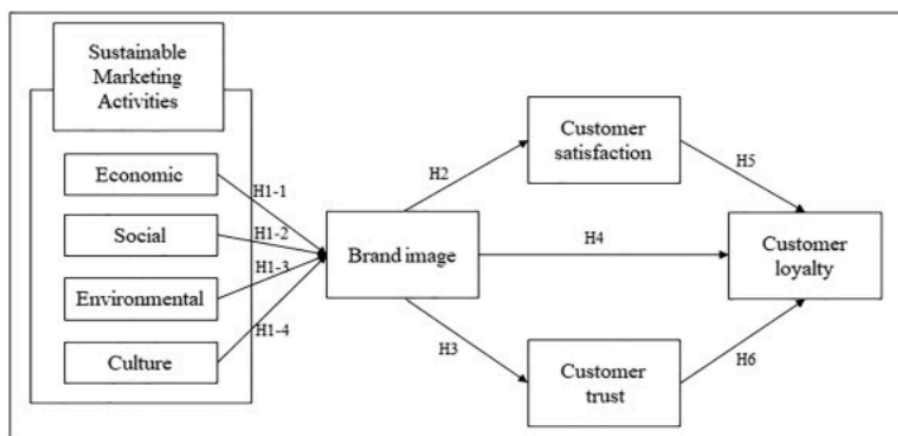 Sustainable
Marketing
Activities
Economic
Social
Environmental
Culture
H1-1
H1-2
H1-3
H1-4
Brand image
H2
H4
H3
Customer
satisfaction
Customer
trust
H5
H6
Customer
loyalty